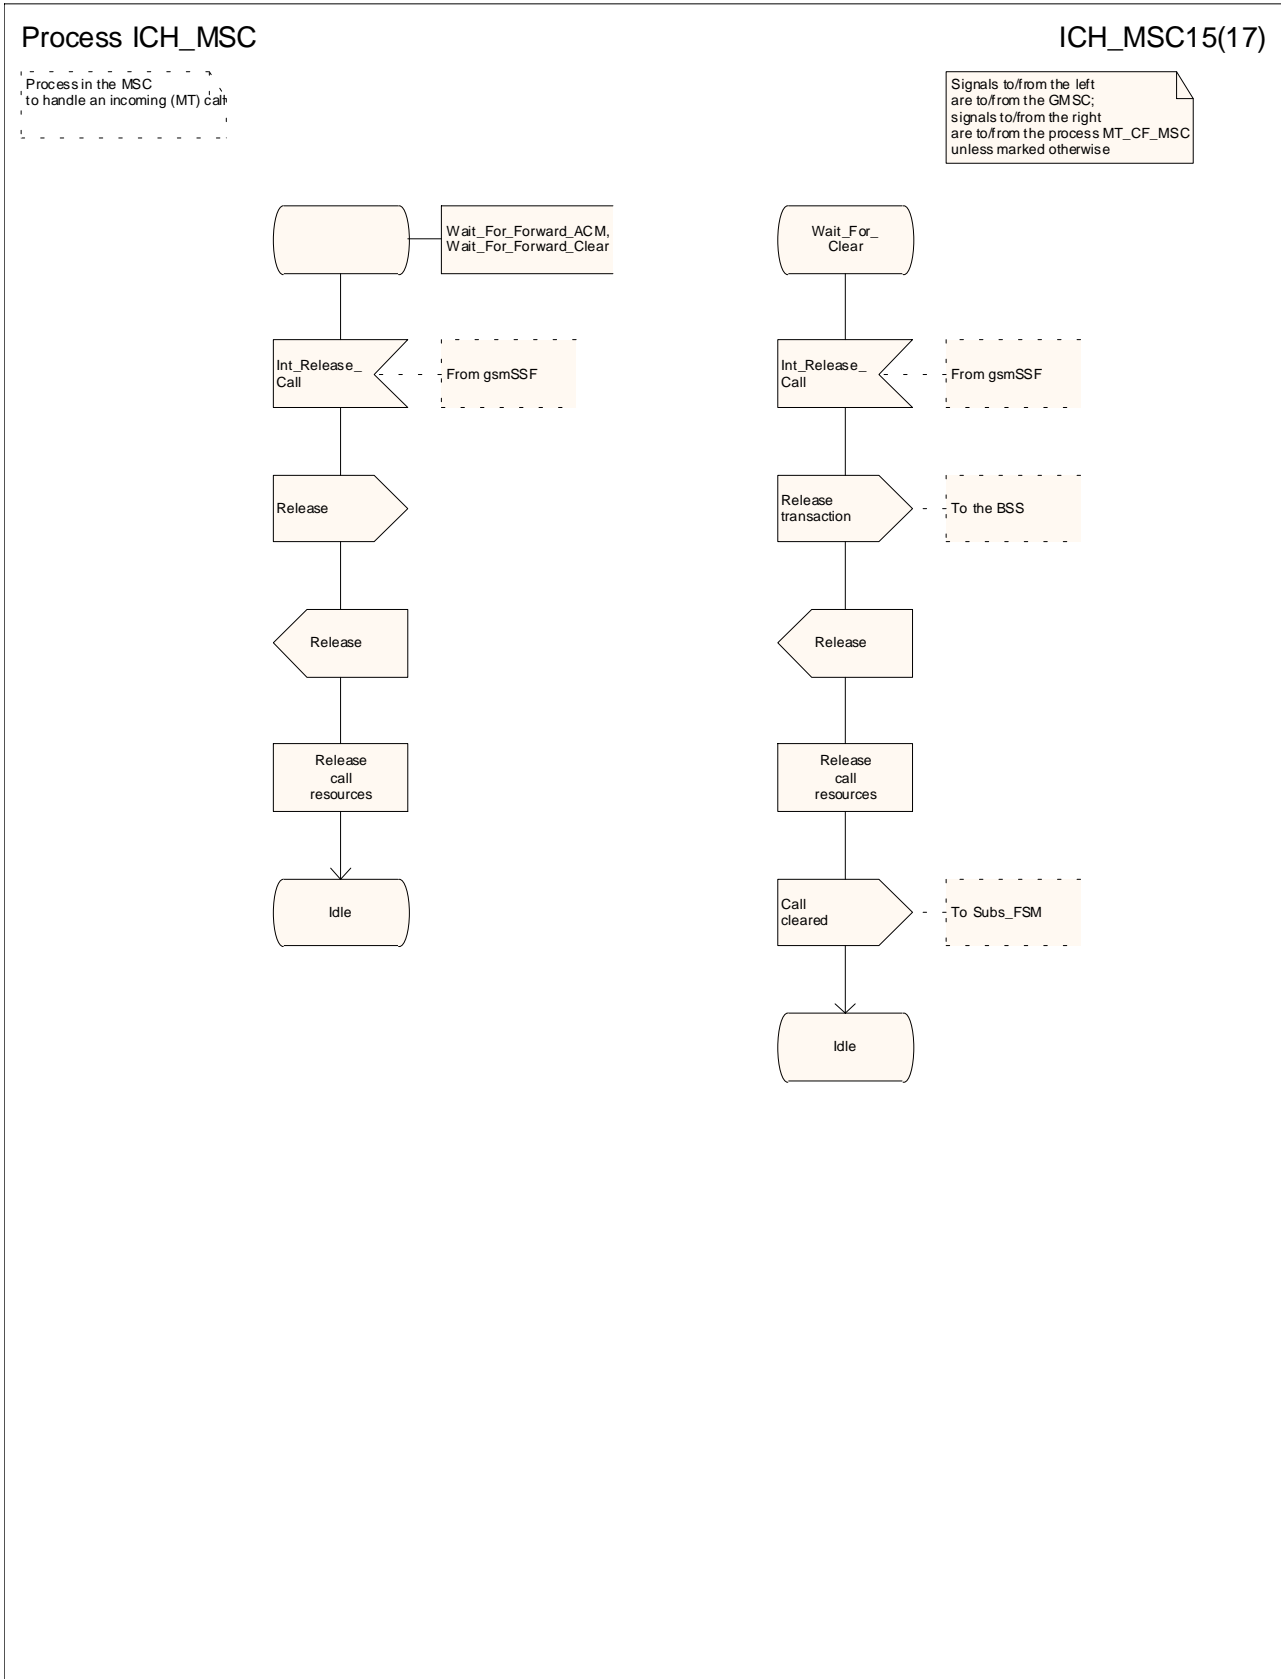 Process ICH_MSC
ICH_MSC15(17)
Process in the MSC
to handle an incoming (MT) call
Signals to/from the left
are to/from the GMSC;
signals to/from the right
are to/from the process MT_CF_MSC
unless marked otherwise
Wait_For_Forward_ACM,
Wait_For_Forward_Clear
Int_Release_
Call
From gsmSSF
Release
Release
Release
call
resources
Idle
Wait_For_
Clear
Int_Release_
Call
From gsmSSF
Release
transaction
To the BSS
Release
Release
call
resources
Call
cleared
To Subs_FSM
Idle